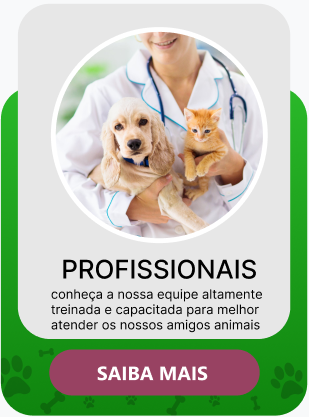 PROFISSIONAIS
conheça a nossa equipe altamente
treinada e capacitada para melhor
atender os nossos amigos animais
SAIBA MAIS